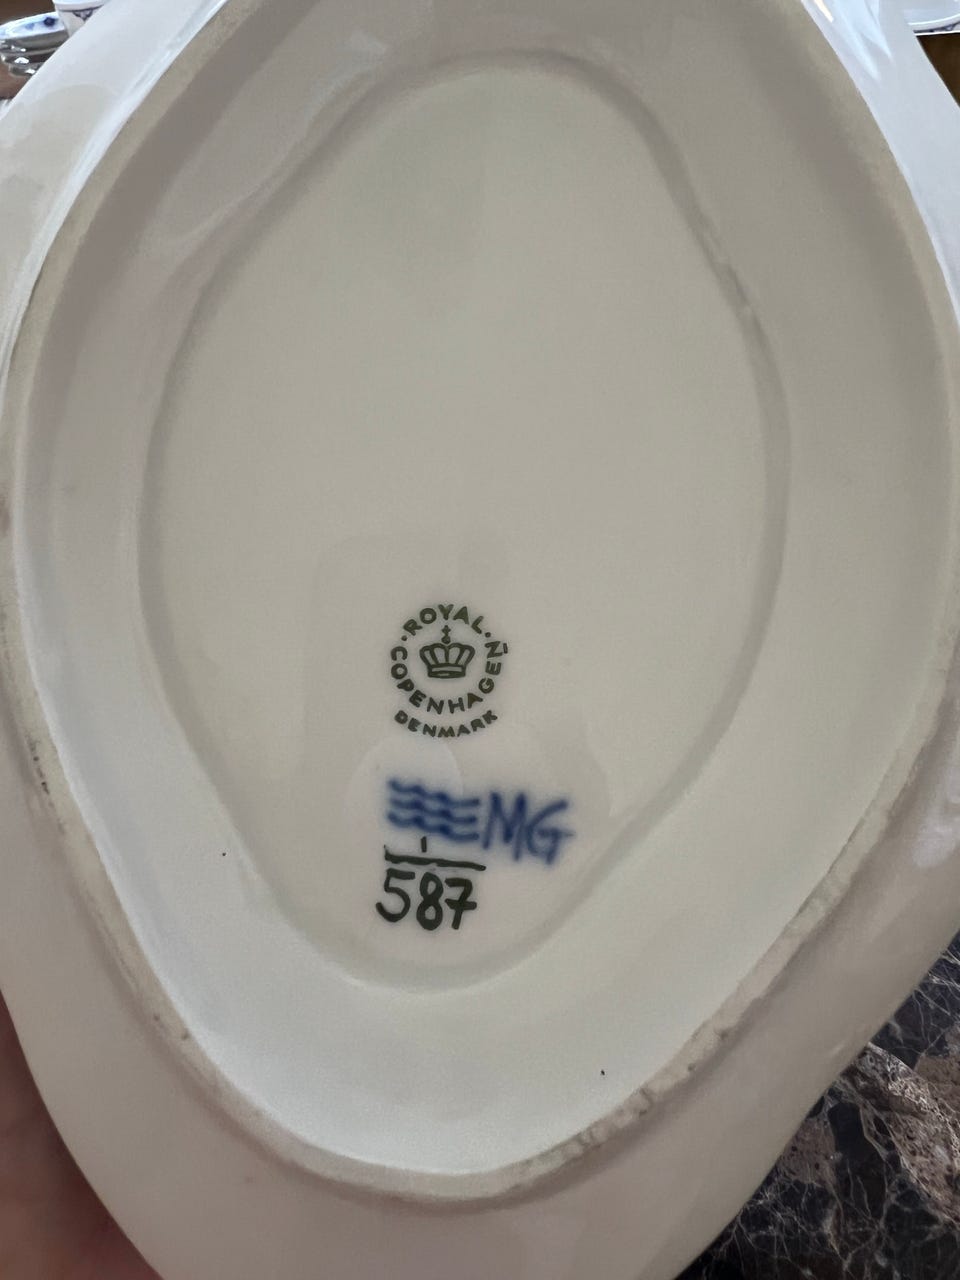 ROYAL
COPENHAGEN
DENMARK
MG
1
587